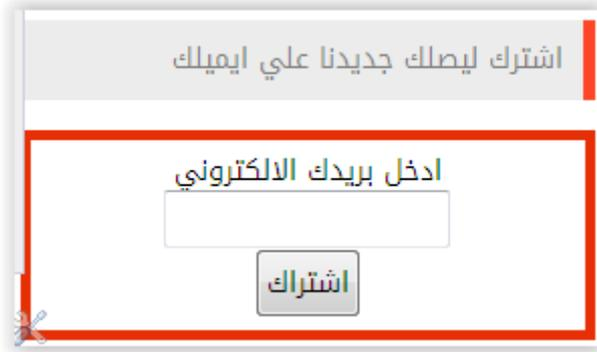 اشترك ليصلك جديدنا علي ايميلك
ادخل بريدك الالكتروني
اشتراك